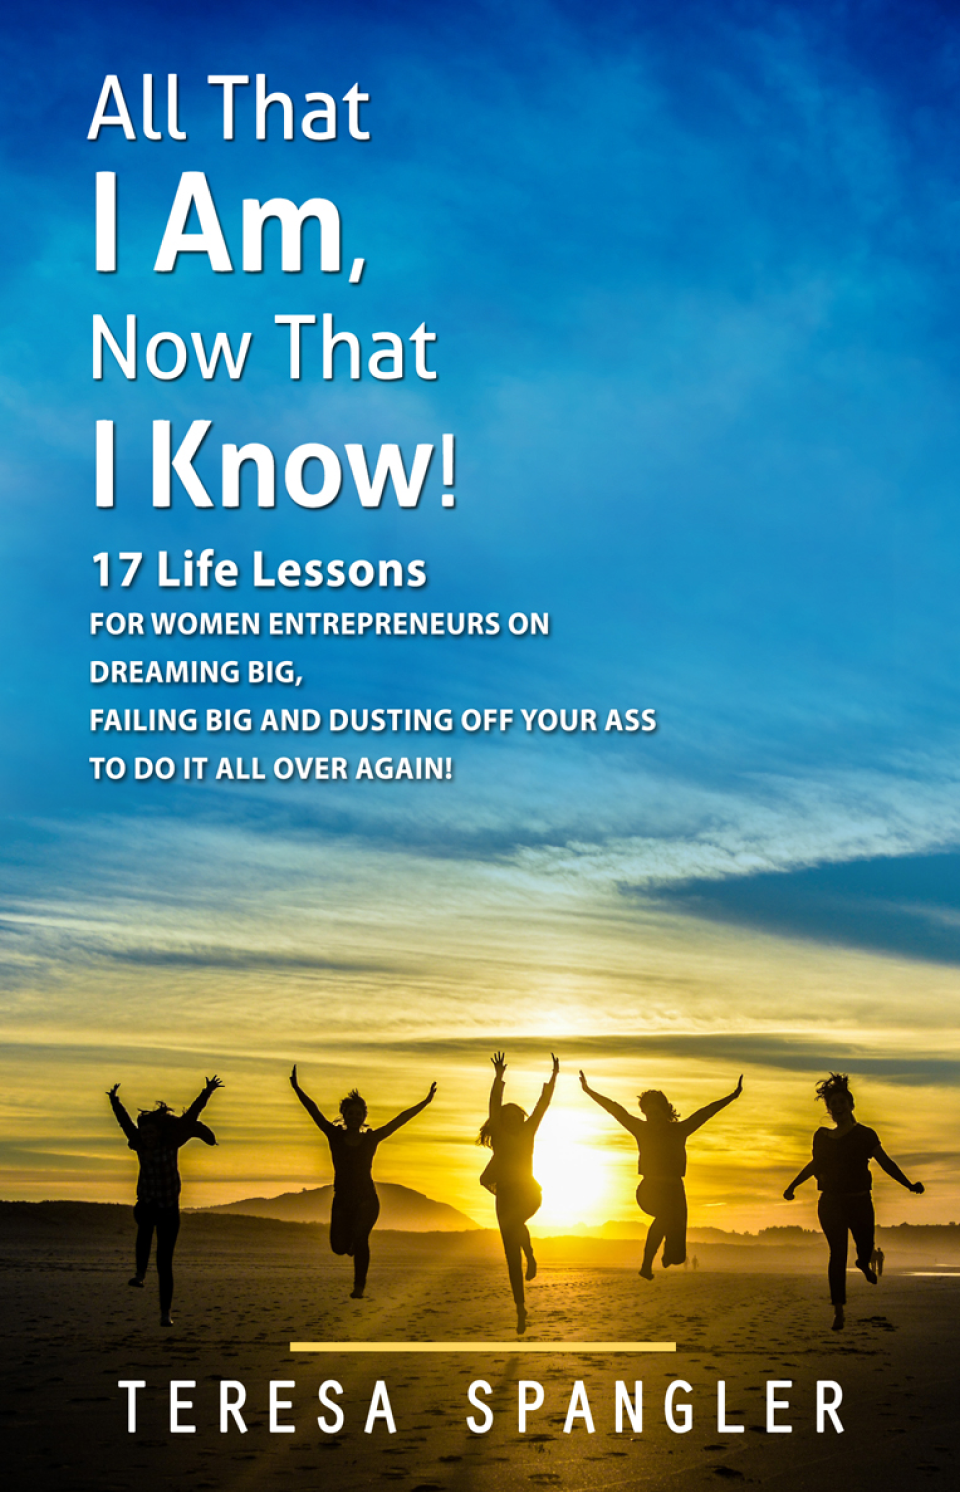 All That
I Am,
Now That
I Know!
17 Life Lessons
FOR WOMEN ENTREPRENEURS ON
DREAMING BIG,
FAILING BIG AND DUSTING OFF YOUR ASS
TO DO IT ALL OVER AGAIN!
TERESA SPANGLER